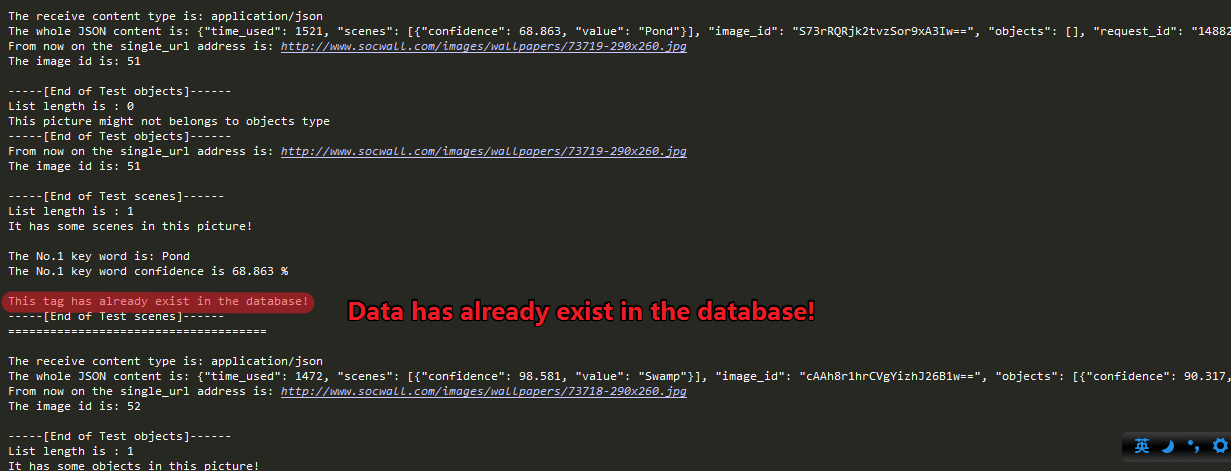 The receive content type is: application/json
The whole JSON content is: {"time_used": 1521, "scenes": [{"confidence": 68.863, "value": "Pond"}], "image_id": "S73rRQRjk2tvzSor9xA3Iw==", "objects": [], "request_id": "14882
From now on the single_url address is: http://www.socwall.com/images/wallpapers/73719-290x260.jpg
The image id is: 51
-----[End of Test objects]------
List length is : 0
This picture might not belongs to objects type
-----[End of Test objects]------
From now on the single_url address is: http://www.socwall.com/images/wallpapers/73719-290x260.jpg
The image id is: 51
-----[End of Test scenes]------
List length is : 1
It has some scenes in this picture!
The No.1 key word is: Pond
The No.1 key word confidence is 68.863 %
This tag has already exist in the database!
Data has already exist in the database!
-----[End of Test scenes]------
=====================================
The receive content type is: application/json
The whole JSON content is: {"time_used": 1472, "scenes": [{"confidence": 98.581, "value": "Swamp"}], "image_id": "cAAh8r1hrCVgYizhJ26B1w==", "objects": [{"confidence": 90.317,
From now on the single_url address is: http://www.socwall.com/images/wallpapers/73718-290x260.jpg
The image id is: 52
-----[End of Test objects]------
List length is : 1
It has some objects in this picture!
英